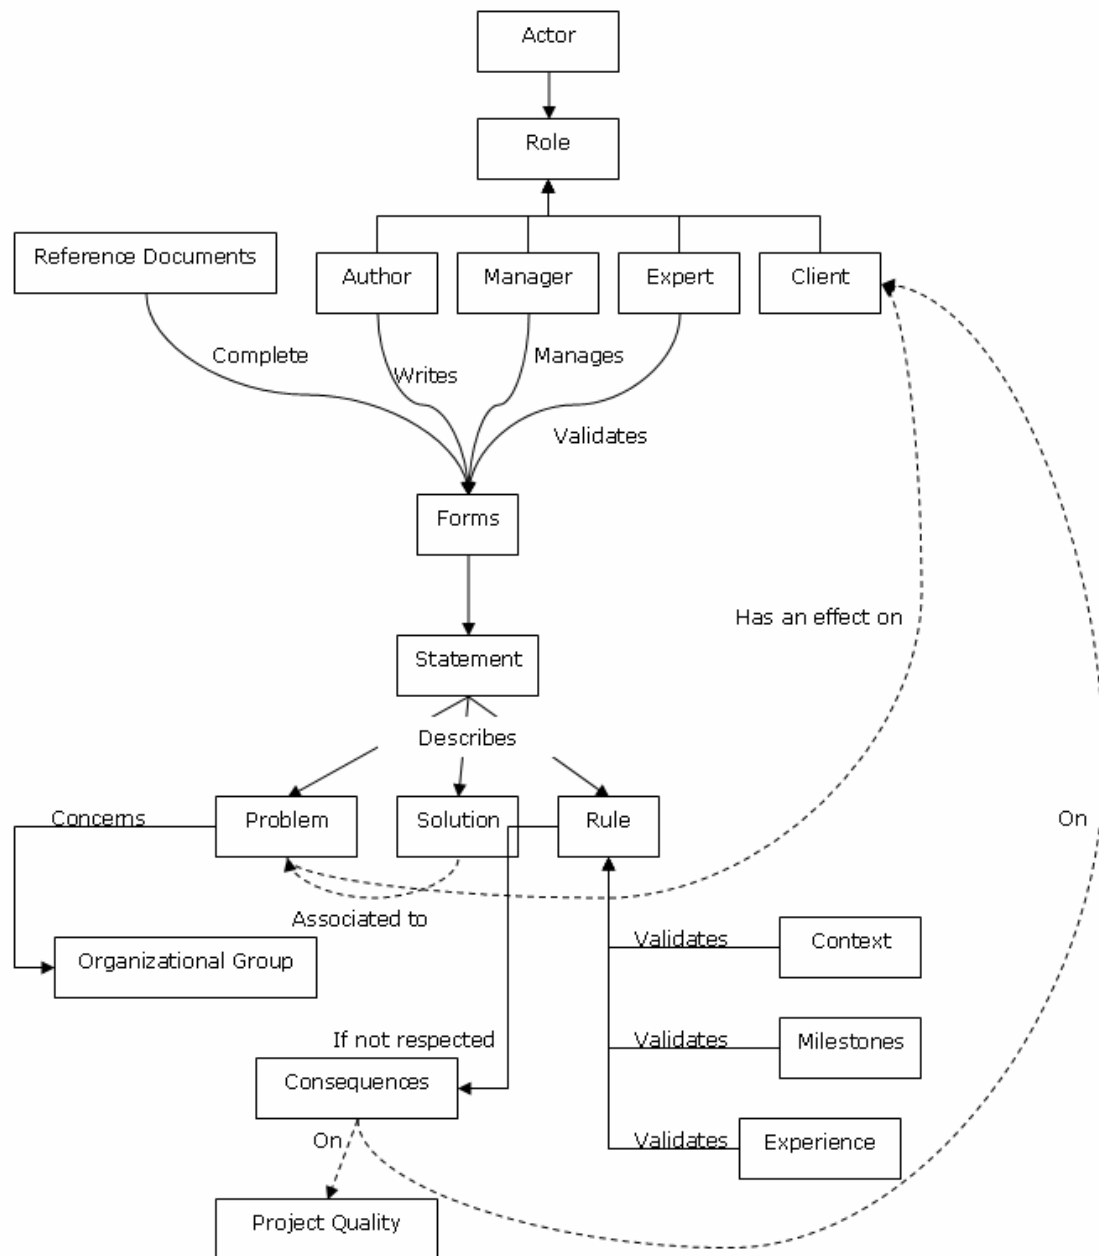 Actor
Role
Reference Documents
Author
Manager
Expert
Client
Complete
Writes
Manages
Validates
Forms
Has an effect on
Statement
Describes
Concerns
Problem
Solution
Rule
On
Associated to
Organizational Group
Validates
Context
If not respected
Validates
Milestones
Consequences
On
Validates
Experience
Project Quality